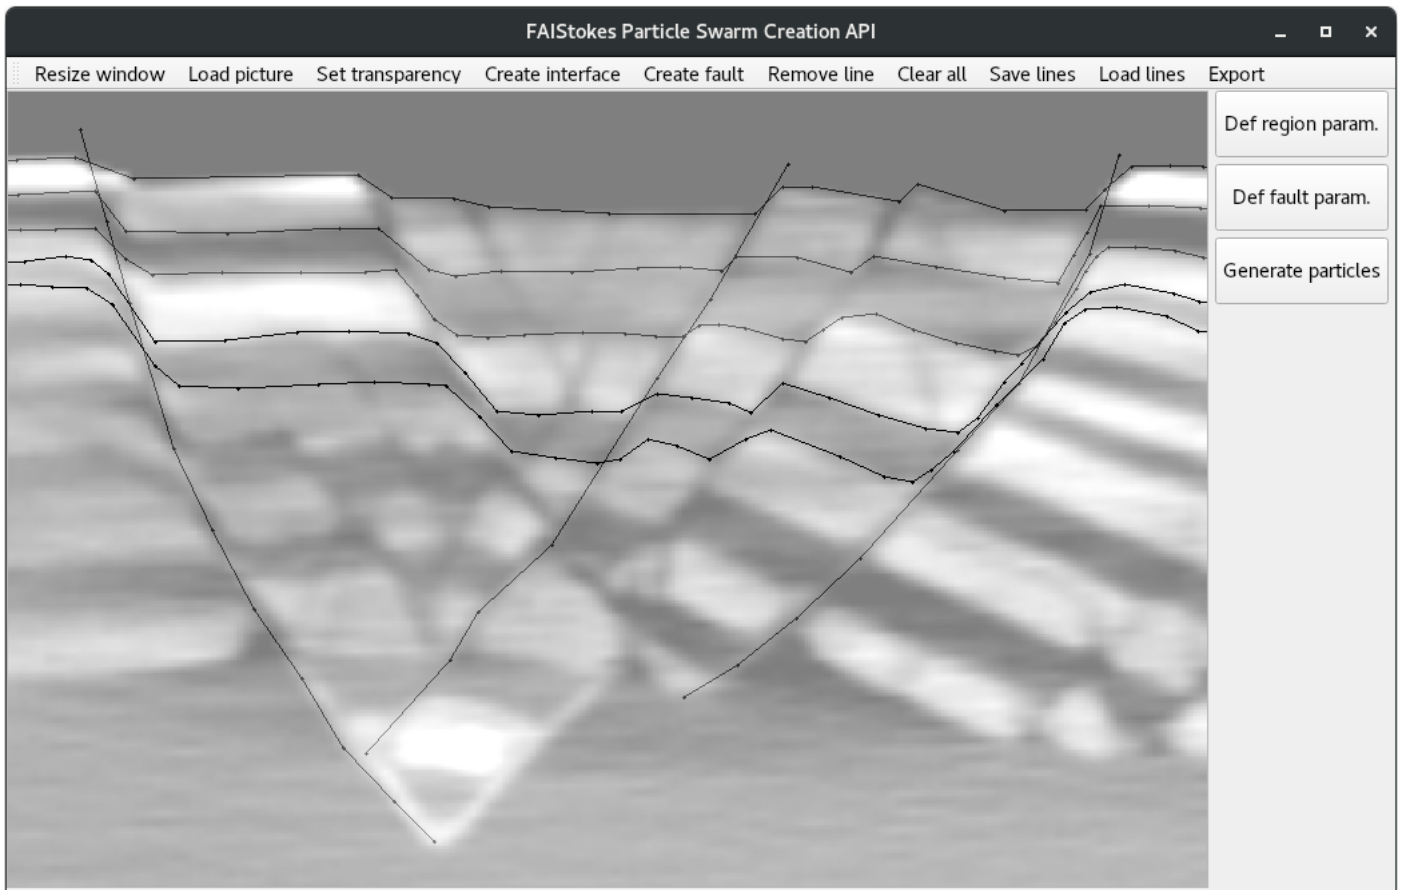 FAIStokes Particle Swarm Creation API
Resize window Load picture Set transparency Create interface Create fault Remove line Clear all Save lines Load lines Export
Def region param.
Def fault param.
Generate particles